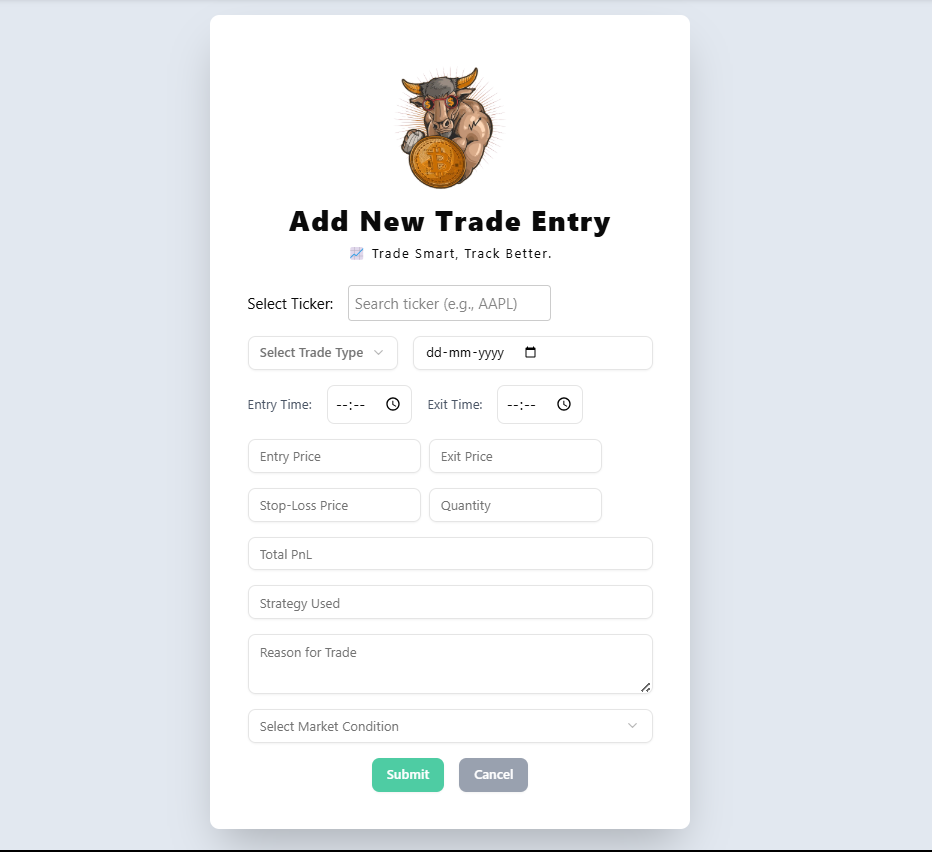 Add New Trade Entry
📈 Trade Smart, Track Better.
Select Ticker: Search ticker (e.g., AAPL)
Select Trade Type dd-mm-yyyy
Entry Time: --:-- Exit Time: --:--
Entry Price Exit Price
Stop-Loss Price Quantity
Total PnL
Strategy Used
Reason for Trade
Select Market Condition
Submit Cancel